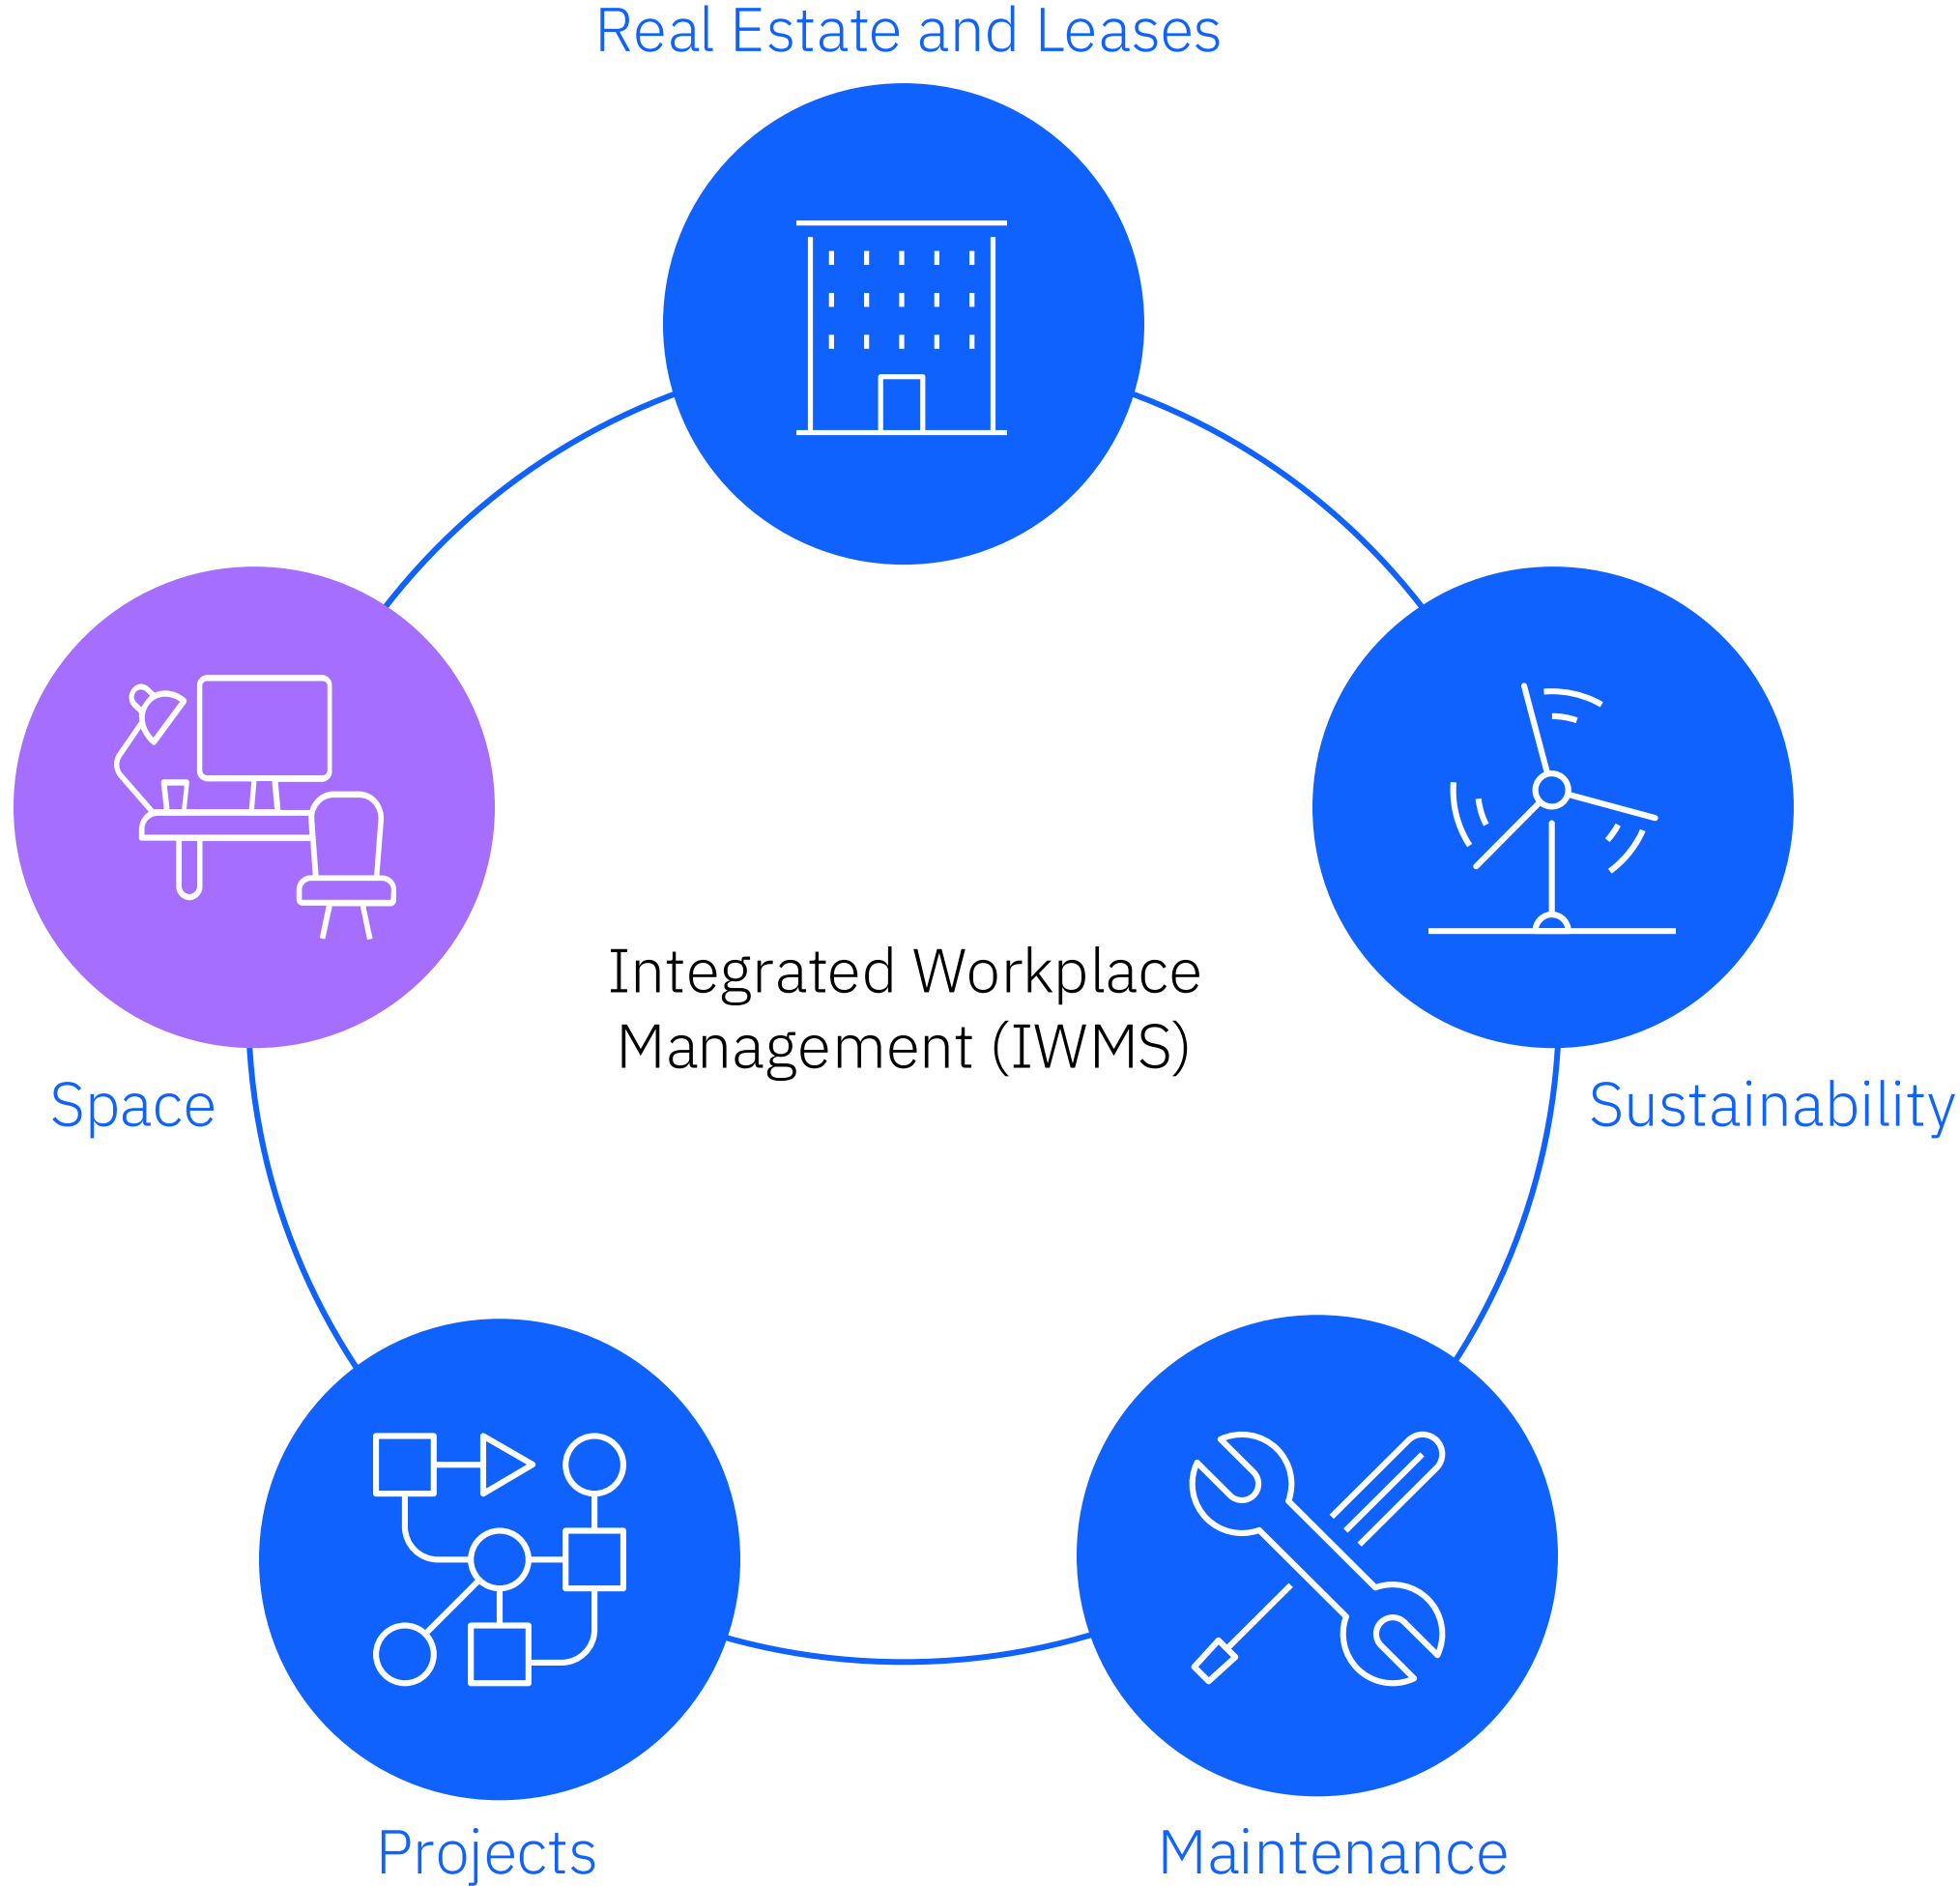 Real Estate and Leases
Integrated Workplace
Management (IWMS)
Space
Sustainability
Projects
Maintenance